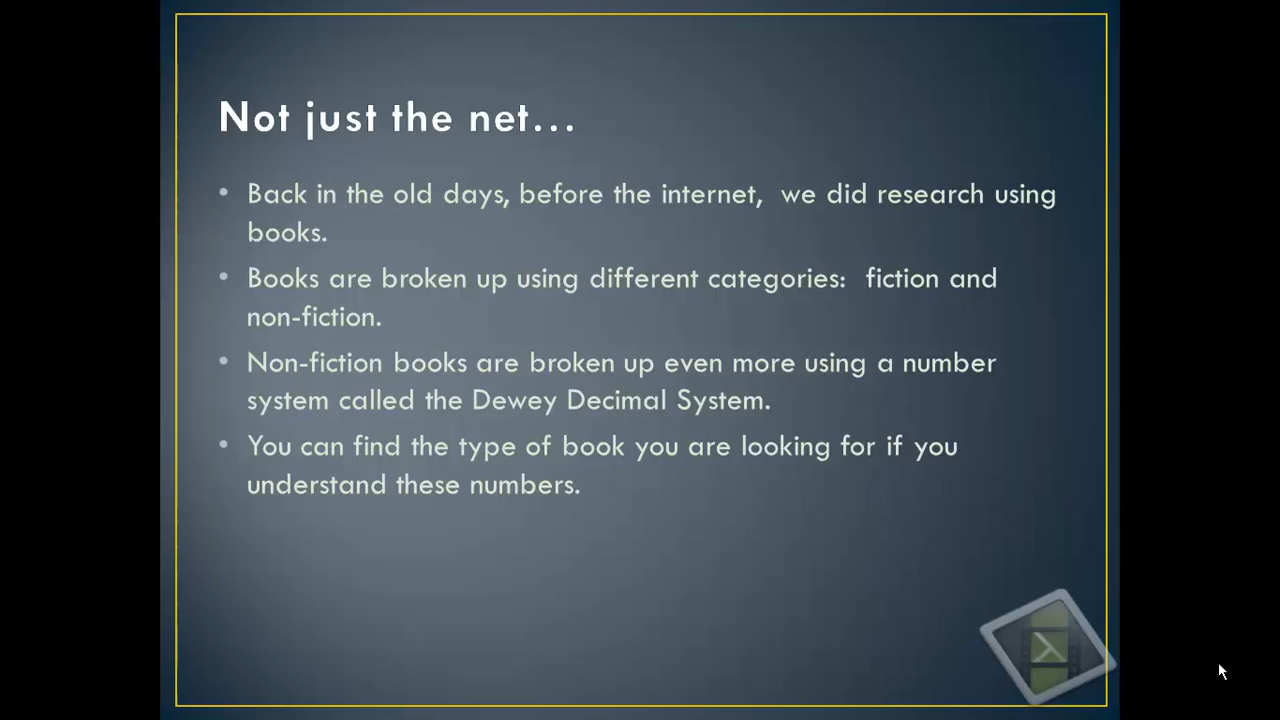 Not just the net...
• Back in the old days, before the internet,  we did research using
books.
• Books are broken up using different categories:  fiction and
non-fiction.
• Non-fiction books are broken up even more using a number
system called the Dewey Decimal System.
• You can find the type of book you are looking for if you
understand these numbers.